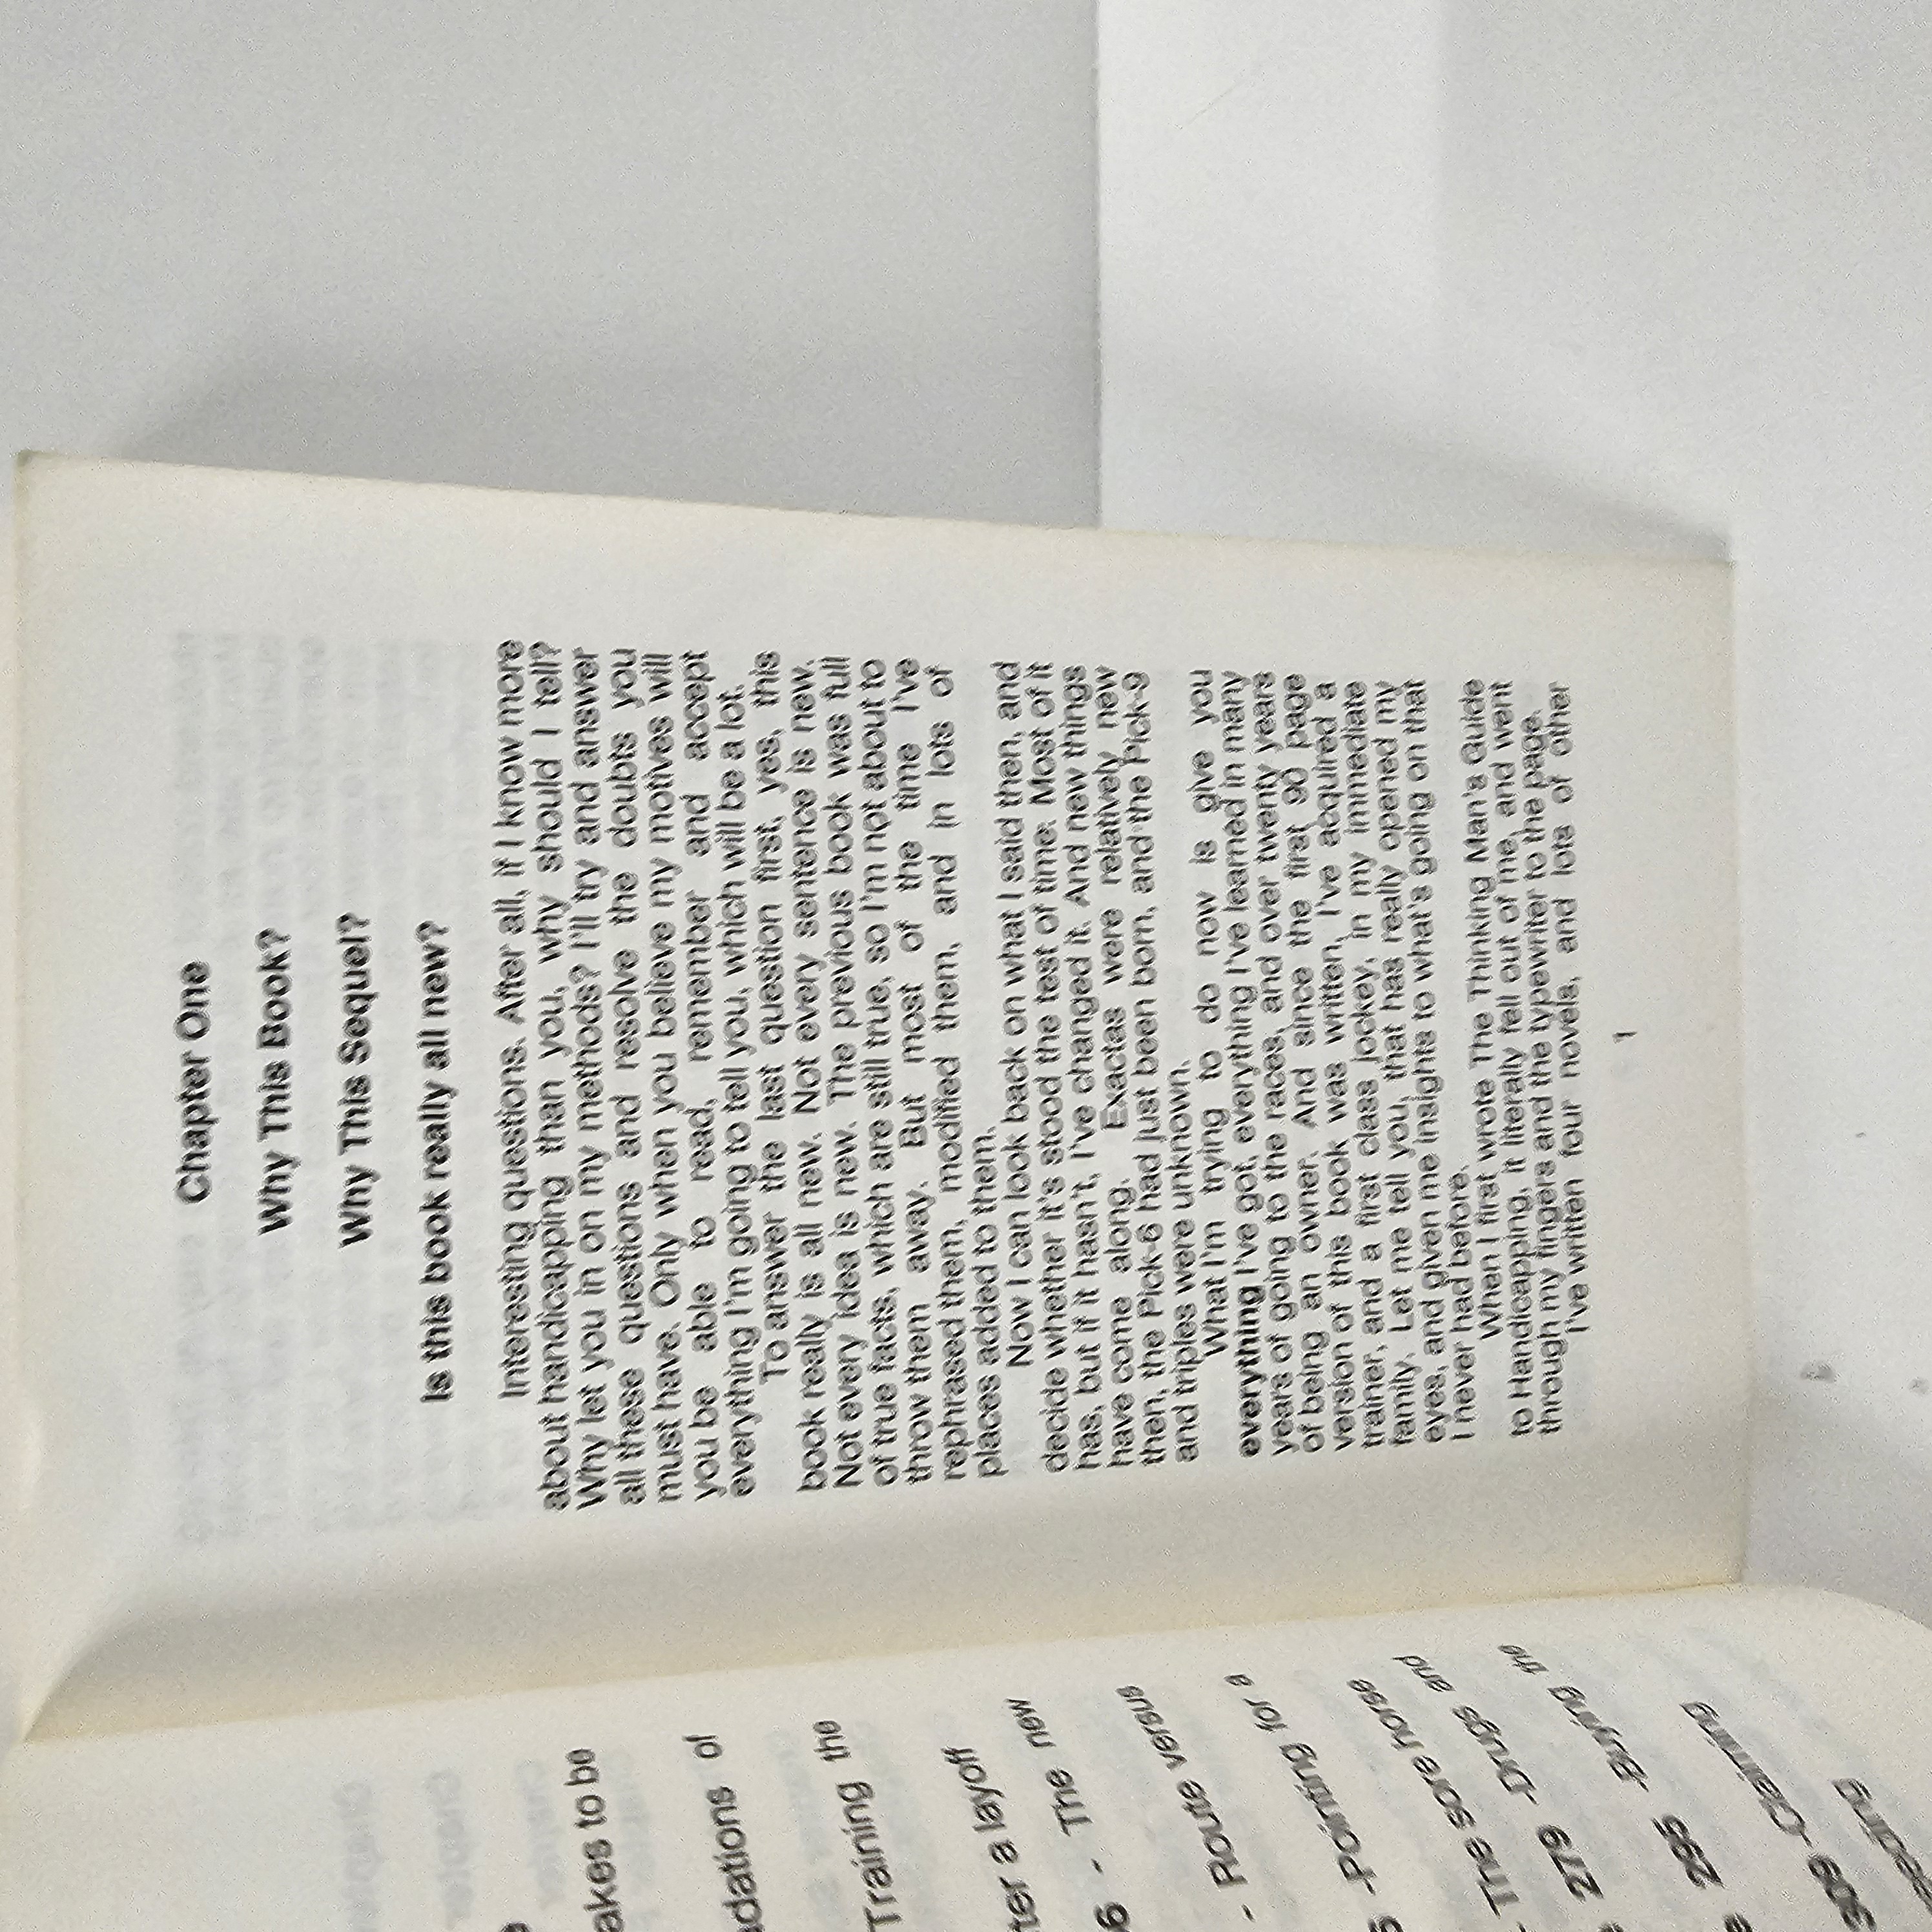 akes to be
dations of
Training the
ter a layoff
6 - The new
- Route versus
-Pointing for a
- The sore horse
279 -Drugs and
295 -Buying the
309 -Claiming
Chapter One
Why This Book?
Why This Sequel?
Is this book really all new?
Interesting questions. After all, if I know more
about handicapping than you, why should I tell?
Why let you in on my methods? I'll try and answer
all these questions and resolve the doubts you
must have. Only when you believe my motives will
you be able to read, remember and accept
everything I'm going to tell you, which will be a lot.
To answer the last question first, yes, this
book really is all new. Not every sentence is new.
Not every idea is new. The previous book was full
of true facts, which are still true, so I'm not about to
throw them away. But most of the time I've
rephrased them, modified them, and in lots of
places added to them.
Now I can look back on what I said then, and
decide whether it's stood the test of time. Most of it
has, but if it hasn't, I've changed it. And new things
have come along. Exactas were relatively new
then, the Pick-6 had just been born, and the Pick-9
and triples were unknown.
What I'm trying to do now is give you
everything I've got, everything I've learned in many
years of going to the races, and over twenty years
of being an owner. And since the first 90 page
version of this book was written, I've acquired a
trainer, and a first class jockey, in my immediate
family. Let me tell you, that has really opened my
eyes, and given me insights to what's going on that
I never had before.
When I first wrote The Thinking Man's Guide
to Handicapping, it literally fell out of me, and went
through my fingers and the typewriter to the page.
I've written four novels, and lots of other
1